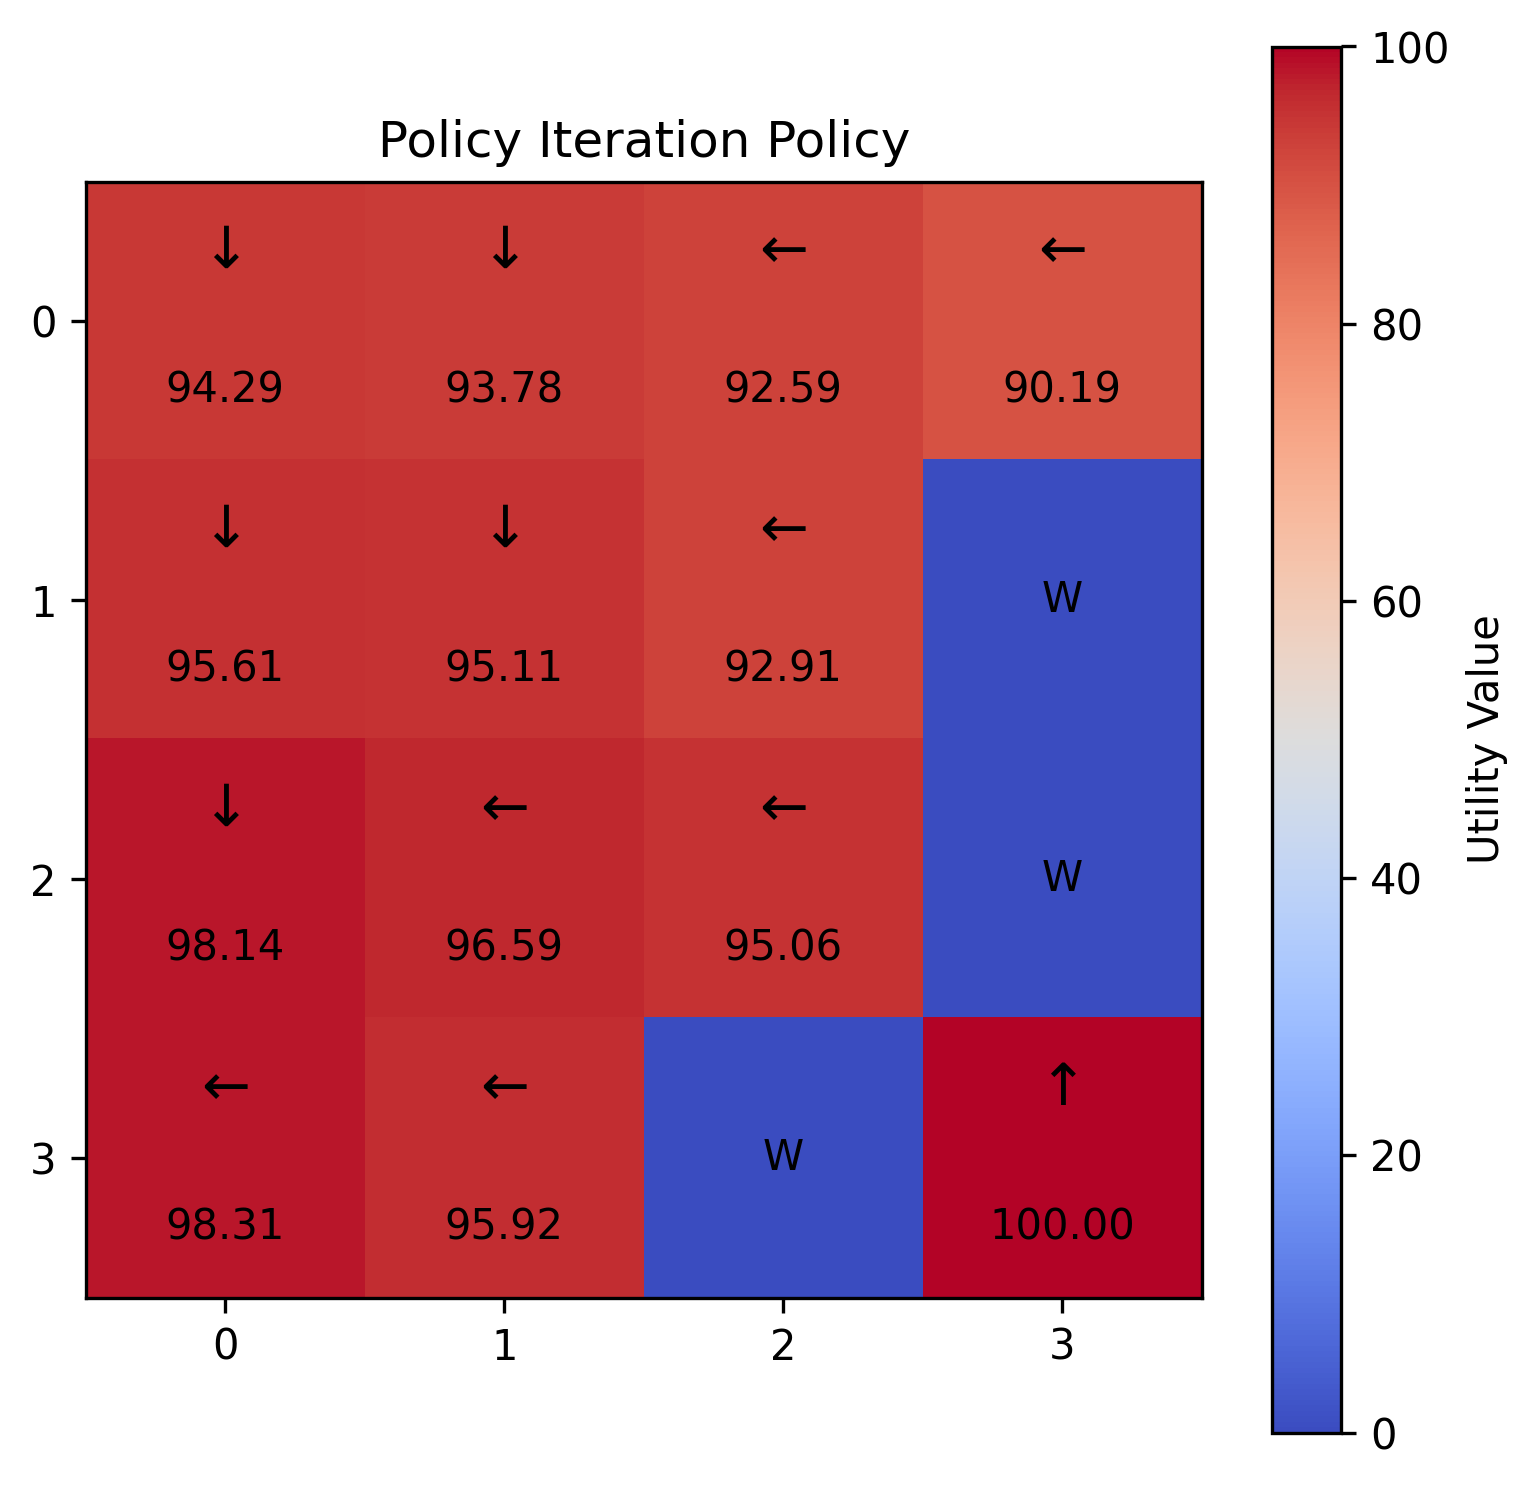 Policy Iteration Policy
100
80
60
40
20
0
Utility Value
0
1
2
3
↓ ↓ ← ←
94.29 93.78 92.59 90.19
↓ ↓ ←
W
95.61 95.11 92.91
↓ ← ←
W
98.14 96.59 95.06
← ← ↑
W
98.31 95.92 100.00
0 1 2 3